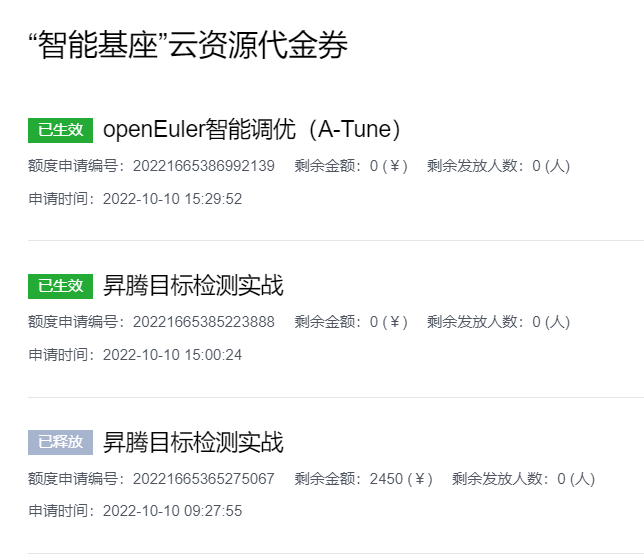 “智能基座”云资源代金券
已生效 openEuler智能调优（A-Tune）
额度申请编号：20221665386992139 剩余金额：0 (￥) 剩余发放人数：0 (人)
申请时间：2022-10-10 15:29:52
已生效 昇腾目标检测实战
额度申请编号：20221665385223888 剩余金额：0 (￥) 剩余发放人数：0 (人)
申请时间：2022-10-10 15:00:24
已释放 昇腾目标检测实战
额度申请编号：20221665365275067 剩余金额：2450 (￥) 剩余发放人数：0 (人)
申请时间：2022-10-10 09:27:55